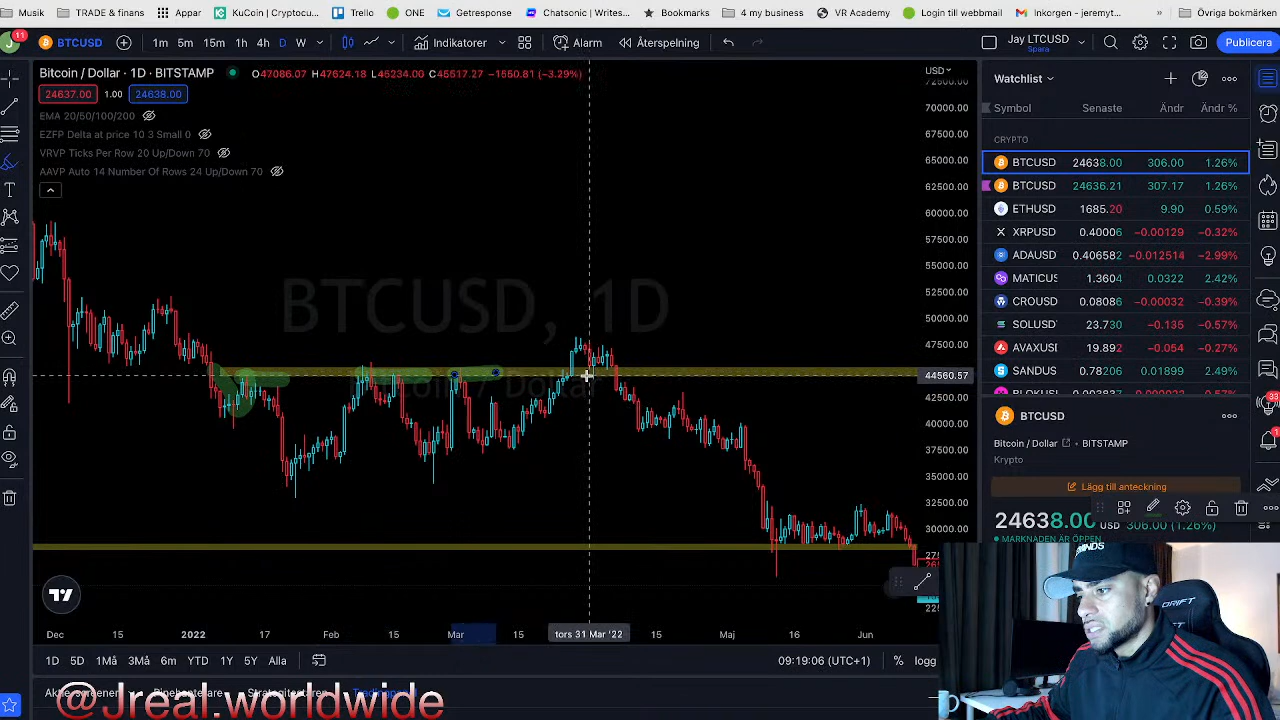 Musik
spel
Appar
Kucoin | Cryptocu...
Trello
ONE
Getresponse
Chatsonic | Writes...
Bookmarks
4 my business
VR Academy
Login till webbmail
iMorgen - jerrenyt...
»
Övriga bokmärken
J 11
BTCUSD
1m 5m 15m 1h 4h D W
Indikatorer
Alarm
Återspelning
Jay LTCUSD
Spara
Publicera
Bitcoin / Dollar · 1D · BITSTAMP
O47086.07 H47624.18 L45234.00 C45517.27 −1550.81 (−3.29%)
USD
24637.00 1.00 24638.00
EMA 20/50/100/200
EZFP Delta at price 10 3 Small 0
VRVP Ticks Per Row 20 Up/Down 70
AAVP Auto 14 Number Of Rows 24 Up/Down 70
BTCUSD, 1D
Bitcoin / Dollar
72500.00
70000.00
67500.00
65000.00
62500.00
60000.00
57500.00
55000.00
52500.00
50000.00
47500.00
44560.57
42500.00
40000.00
37500.00
35000.00
32500.00
30000.00
Dec 15 2022 17 Feb 15 Mar 15 tors 31 Mar '22 15 Maj 16 Jun
1D 5D 1Må 3Må 6m YTD 1Y 5Y Alla
09:19:06 (UTC+1) % logg
@Jreal.worldwide
Watchlist
Symbol Senaste Ändr Ändr %
CRYPTO
BTCUSD 24638.00 306.00 1.26%
BTCUSD 24636.21 307.17 1.26%
ETHUSD 1685.20 9.90 0.59%
XRPUSD 0.40006 −0.00129 −0.32%
ADAUSD 0.406582 −0.012514 −2.99%
MATICUS 1.3604 0.0322 2.42%
CROUSD 0.08086 −0.00032 −0.39%
SOLUSD 23.730 −0.135 −0.57%
AVAXUSD 19.892 −0.054 −0.27%
SANDUS 0.78206 0.01899 2.43%
33
1
BTCUSD
Bitcoin / Dollar · BITSTAMP
Krypto
Lägg till anteckning
24638.00 USD 306.00 (1.26%)
MARKNADEN ÄR ÖPPEN
DRIFT